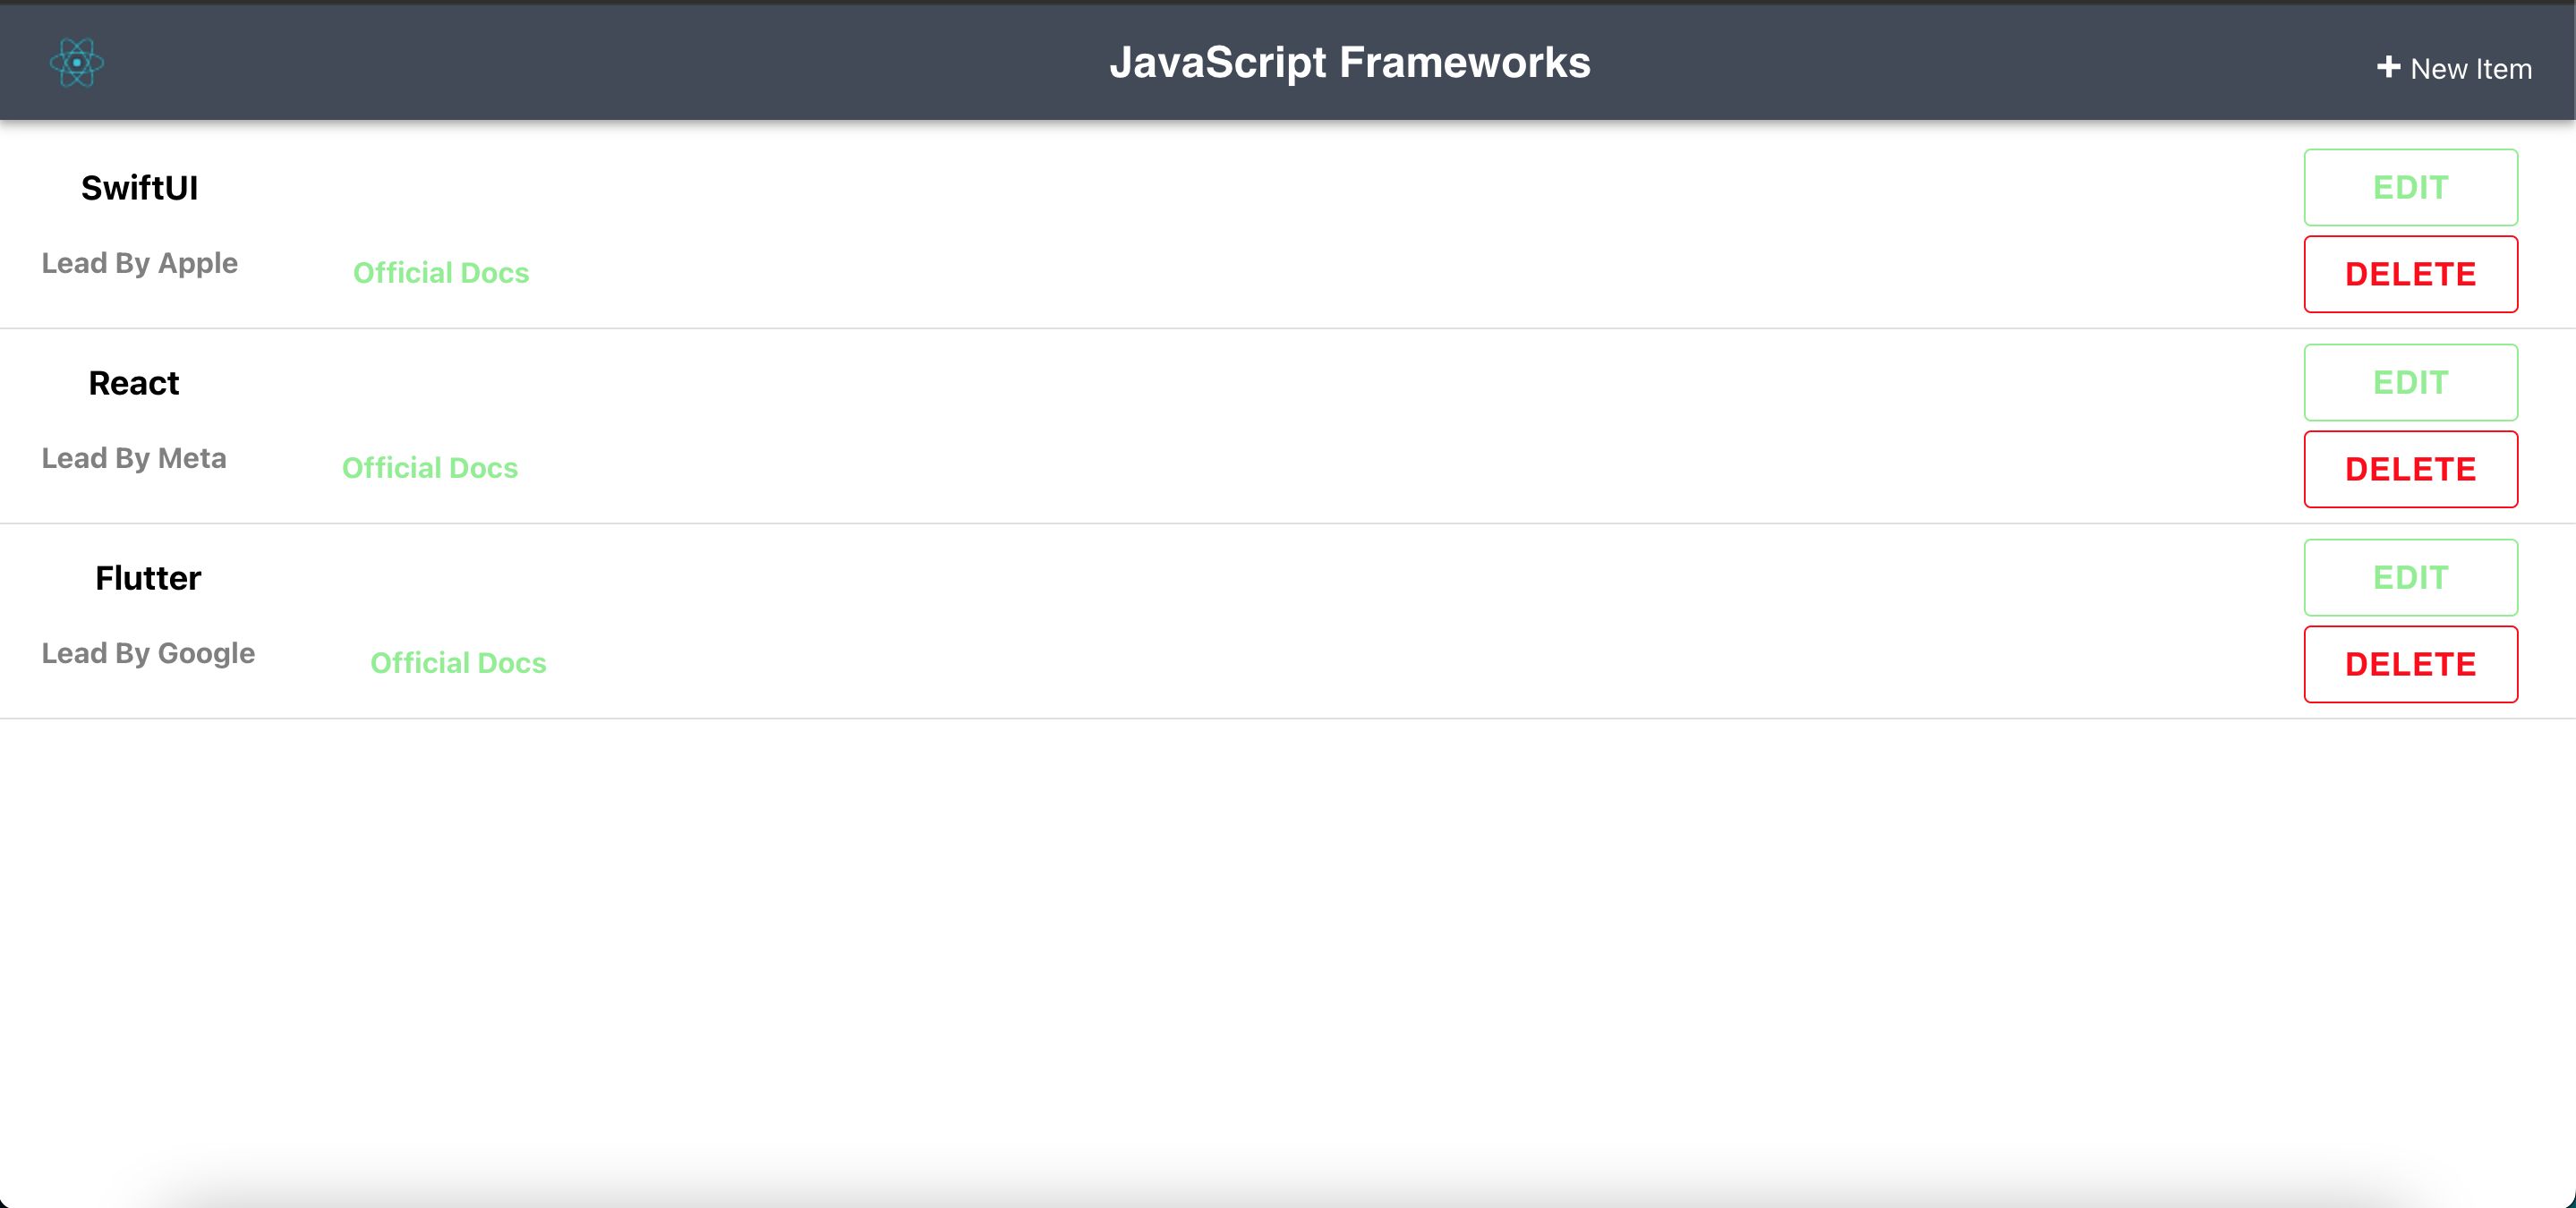 JavaScript Frameworks
+ New Item
SwiftUI
EDIT
Lead By Apple
Official Docs
DELETE
React
EDIT
Lead By Meta
Official Docs
DELETE
Flutter
EDIT
Lead By Google
Official Docs
DELETE